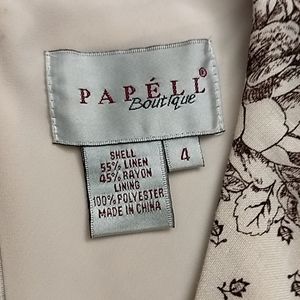 PAPÉLL®
Boutique
SHELL
55% LINEN
45% RAYON
LINING
100% POLYESTER
MADE IN CHINA
4